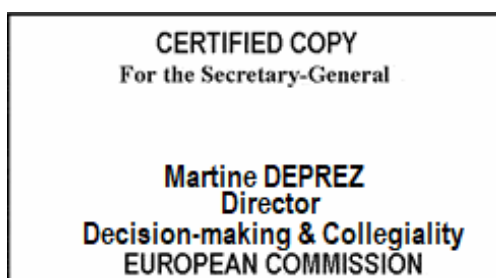 CERTIFIED COPY
For the Secretary-General
Martine DEPREZ
Director
Decision-making & Collegiality
EUROPEAN COMMISSION